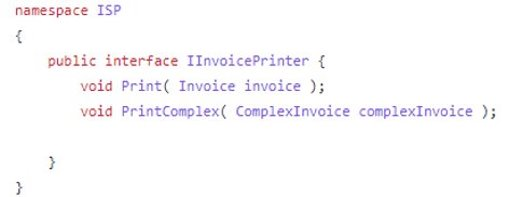 namespace ISP
{
    public interface IInvoicePrinter {
        void Print( Invoice invoice );
        void PrintComplex( ComplexInvoice complexInvoice );
    }
}